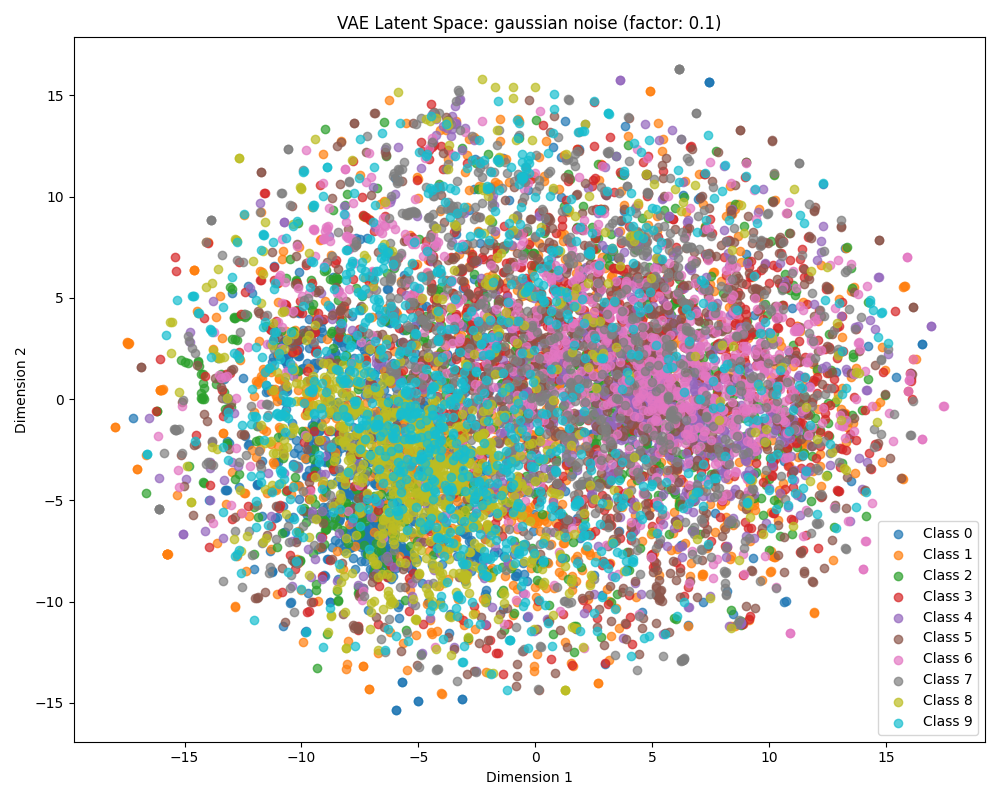 VAE Latent Space: gaussian noise (factor: 0.1)
Dimension 2
15
10
5
0
−5
−10
−15
−15 −10 −5 0 5 10 15
Dimension 1
Class 0
Class 1
Class 2
Class 3
Class 4
Class 5
Class 6
Class 7
Class 8
Class 9